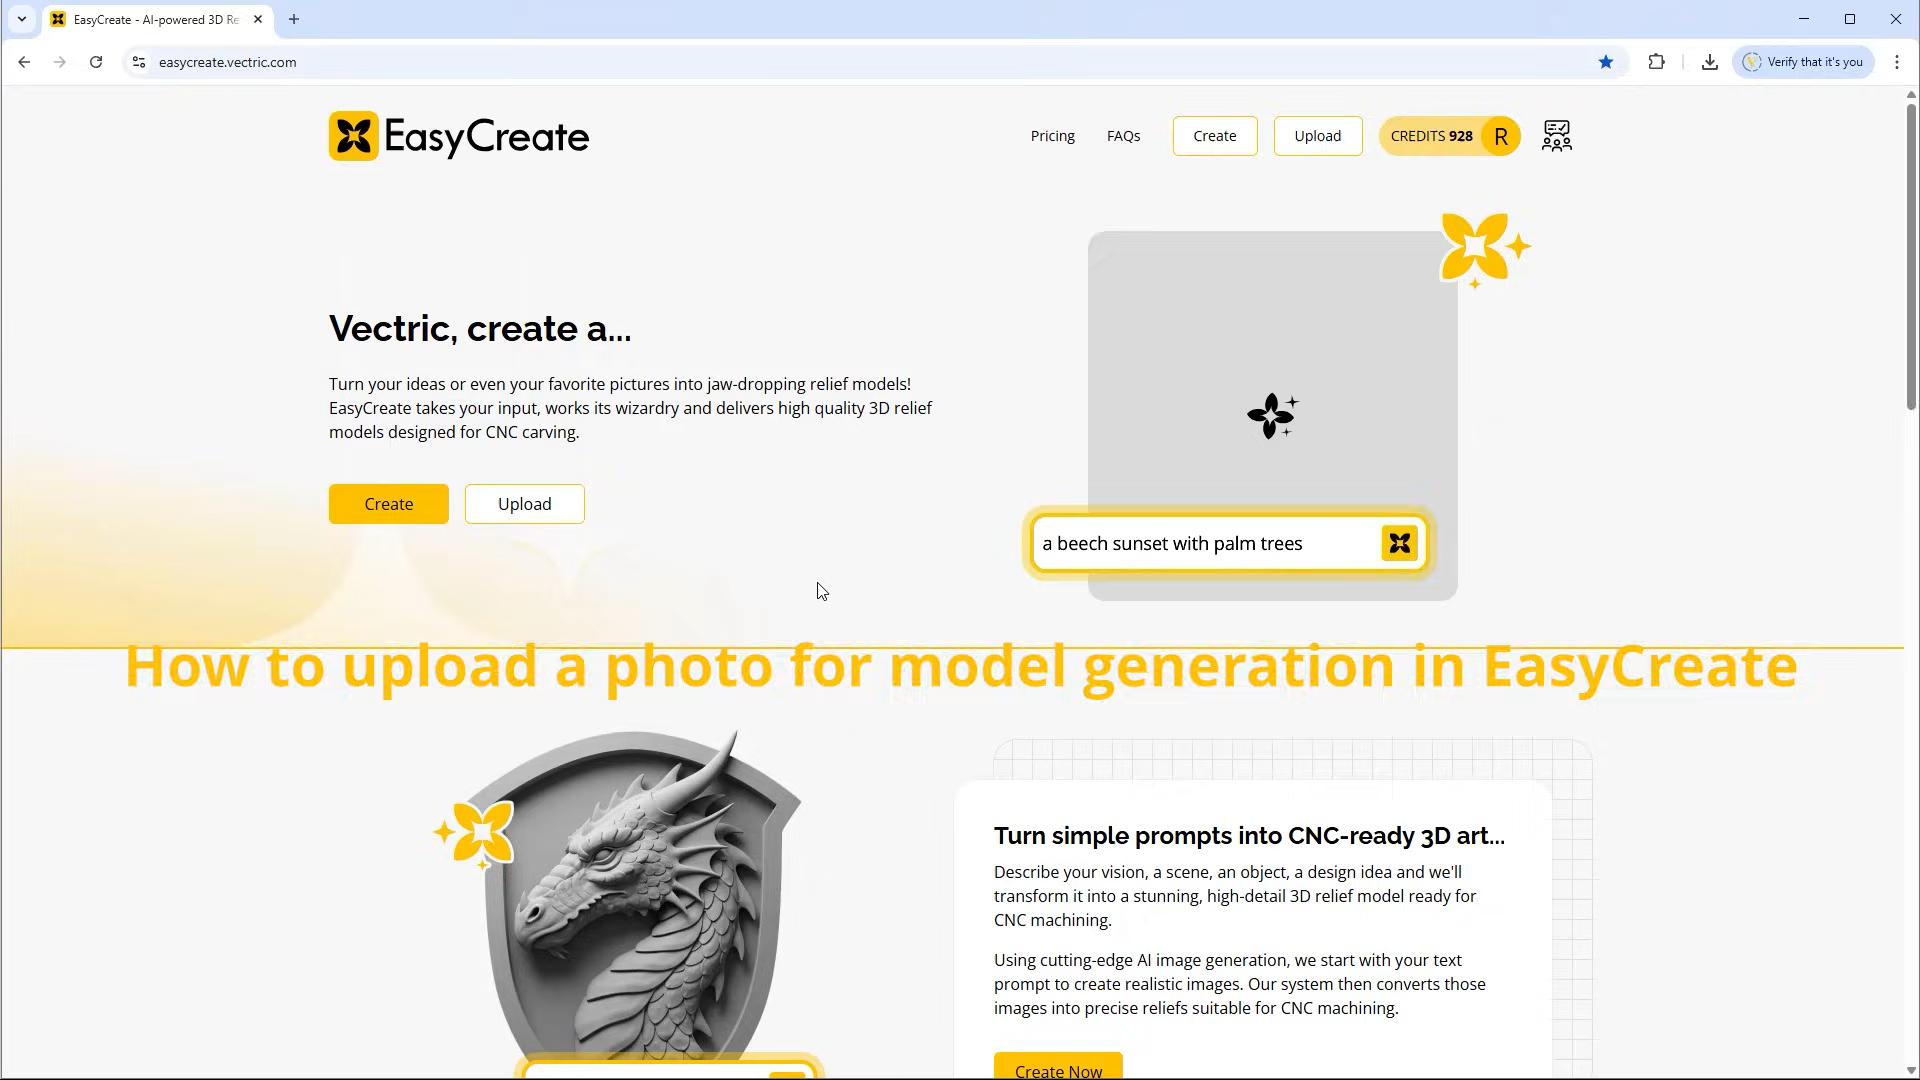 EasyCreate - AI-powered 3D Re
easycreate.vectric.com
Verify that it's you
EasyCreate
Pricing
FAQs
Create
Upload
CREDITS 928
R
Vectric, create a...
Turn your ideas or even your favorite pictures into jaw-dropping relief models!
EasyCreate takes your input, works its wizardry and delivers high quality 3D relief
models designed for CNC carving.
Create
Upload
a beech sunset with palm trees
How to upload a photo for model generation in EasyCreate
Turn simple prompts into CNC-ready 3D art...
Describe your vision, a scene, an object, a design idea and we'll
transform it into a stunning, high-detail 3D relief model ready for
CNC machining.
Using cutting-edge AI image generation, we start with your text
prompt to create realistic images. Our system then converts those
images into precise reliefs suitable for CNC machining.
Create Now